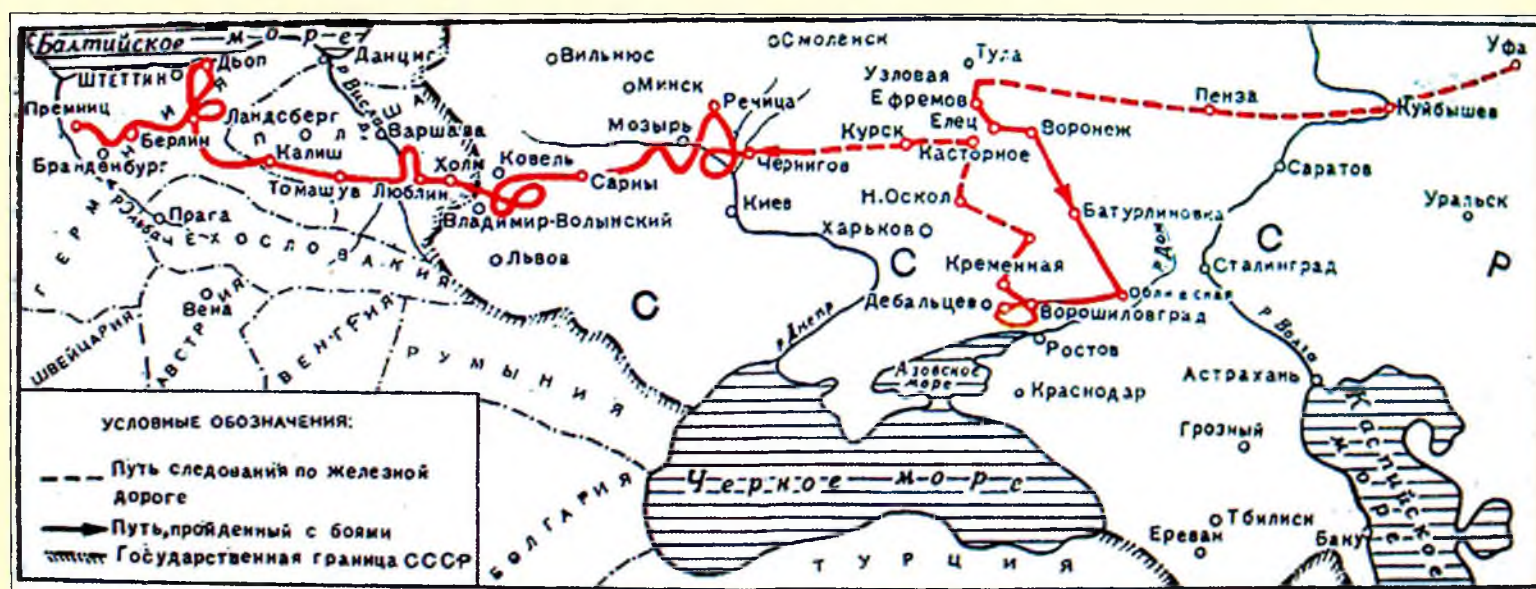 Балтийское море
Данциг
Вильнюс
Смоленск
Тула
Уфа
ШТЕТТИН
Дьоп
р. Висла
Минск
Речица
Узловая
Ефремов
Пенза
Куйбышев
Премниц
Берлин
Ландсберг
ПОЛЬША
Варшава
Мозырь
Курск
Елец
Воронеж
Бранденбург
Калиш
Холм
Ковель
Чернигов
Касторное
Саратов
Томашув
Люблин
Сарны
р. Эльба
Прага
Владимир-Волынский
Киев
Н.Оскол
Батурлиновка
Уральск
ГЕРМАНИЯ
ЧЕХОСЛОВАКИЯ
Львов
Харьков
С
С
С
Р
р. Дон
Кременная
Сталинград
Вена
Дебальцево
Обливская
ШВЕЙЦАРИЯ
АВСТРИЯ
ВЕНГРИЯ
РУМЫНИЯ
р. Днепр
Ворошиловград
Ростов
р. Волга
Азовское
море
Краснодар
Астрахань
Грозный
Каспийское
море
Черное море
БОЛГАРИЯ
ТУРЦИЯ
Тбилиси
Ереван
Баку
УСЛОВНЫЕ ОБОЗНАЧЕНИЯ:
Путь следования по железной
дороге
Путь, пройденный с боями
Государственная граница СССР